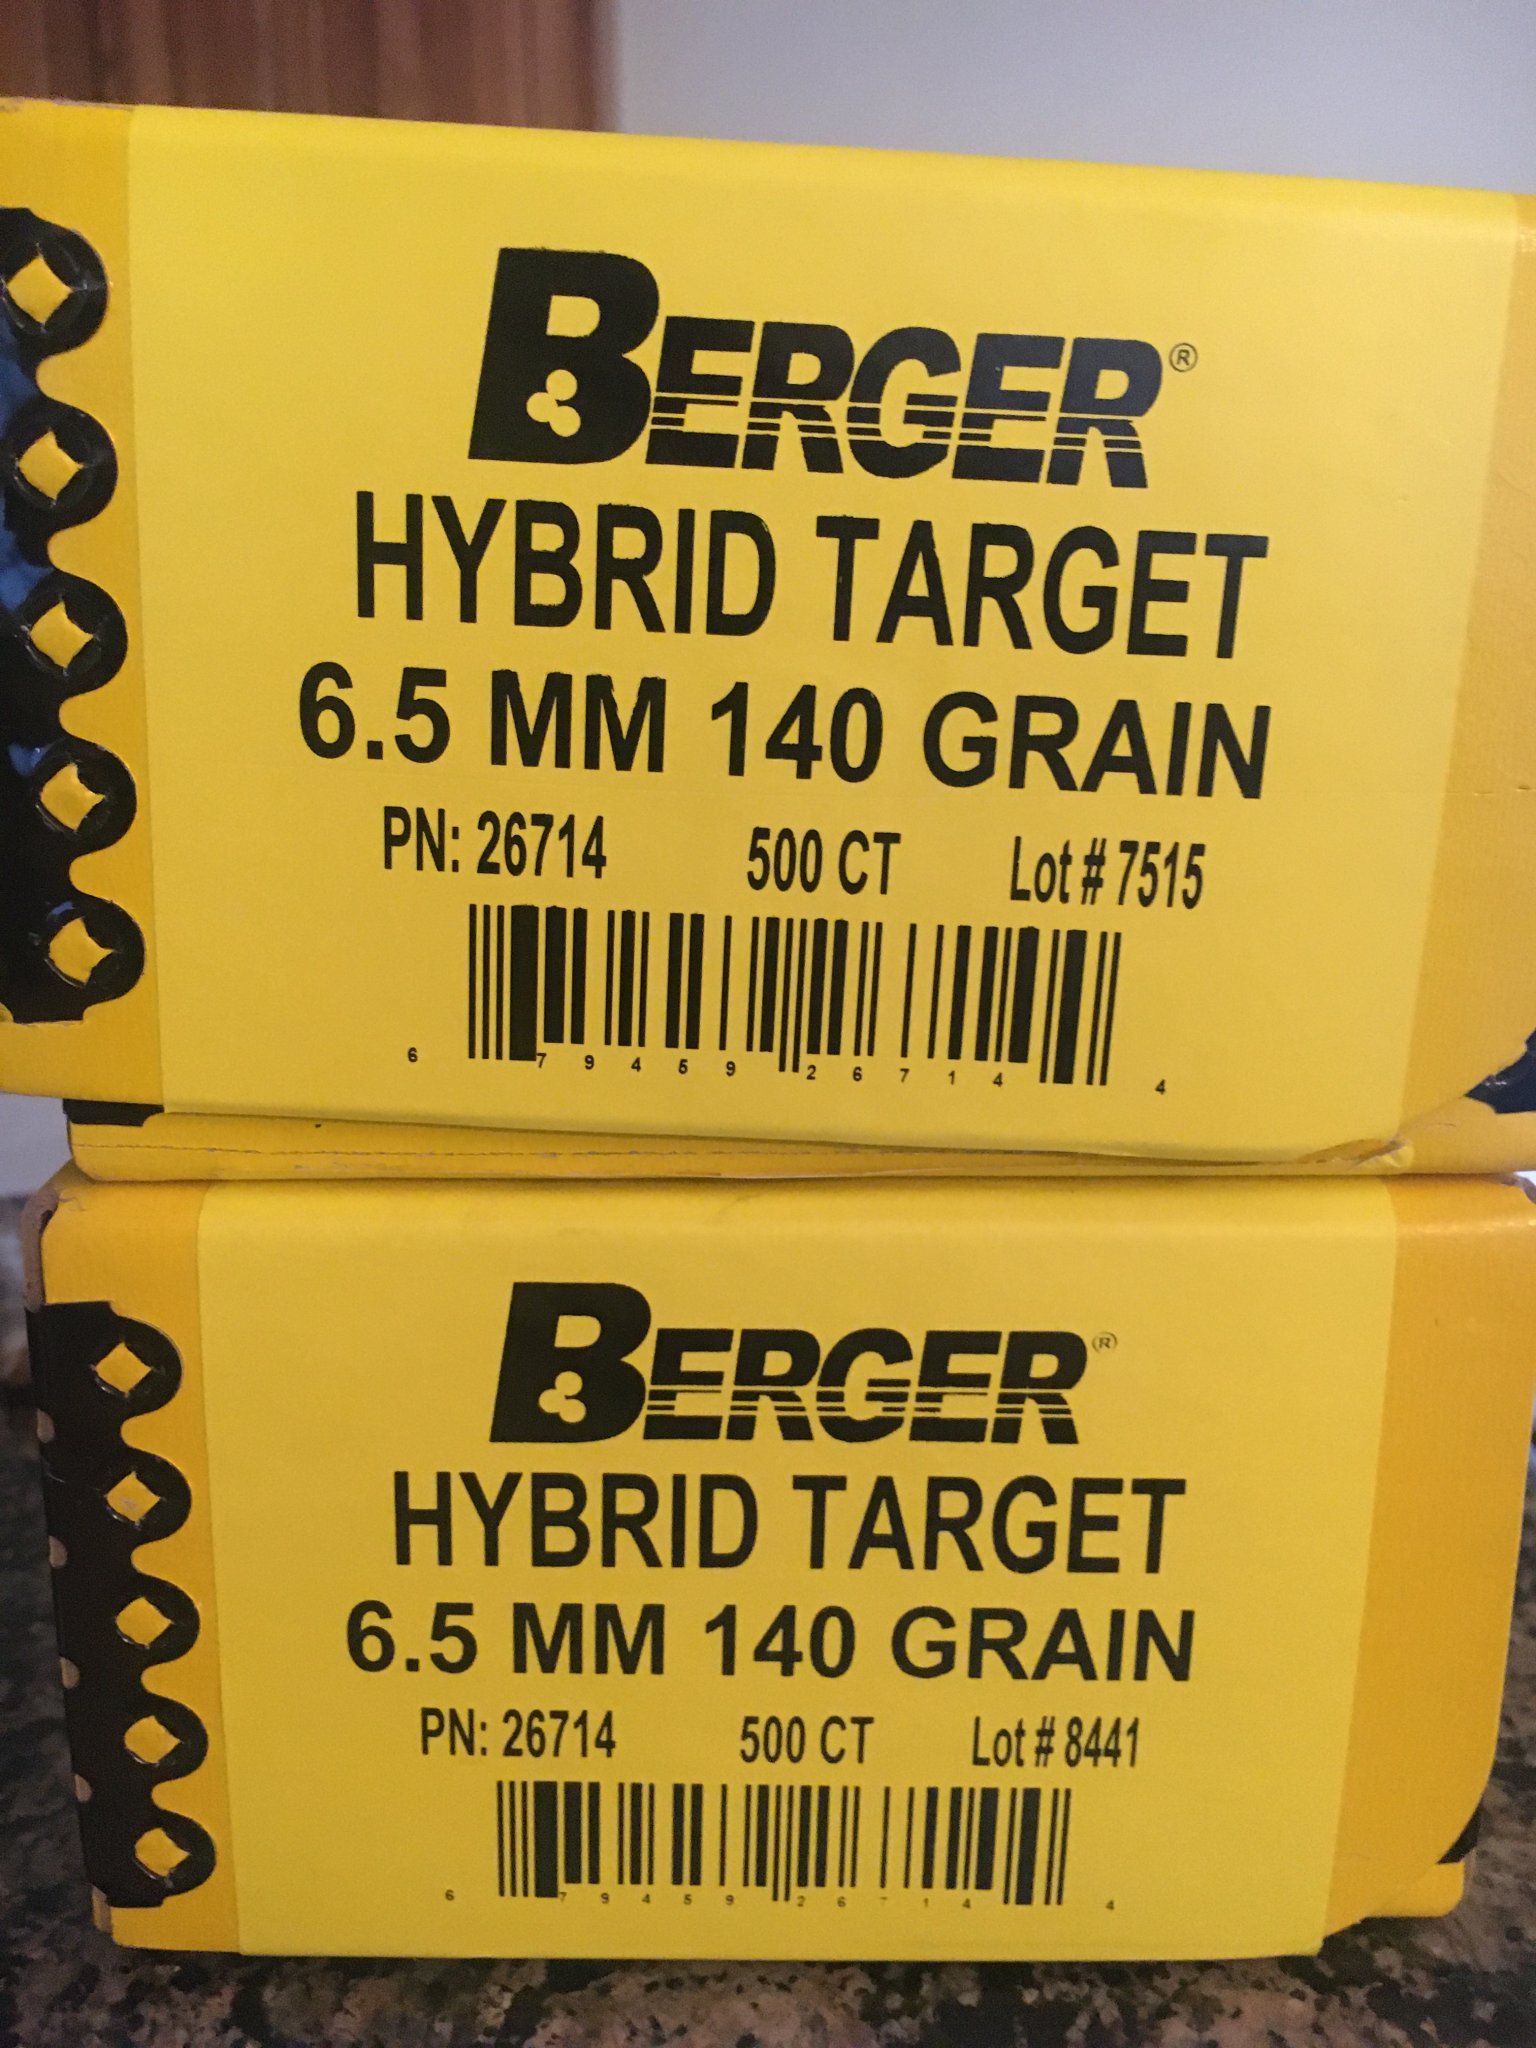 BERGER®
HYBRID TARGET
6.5 MM 140 GRAIN
PN: 26714 500 CT Lot # 7515
6 79459 26714 4
BERGER®
HYBRID TARGET
6.5 MM 140 GRAIN
PN: 26714 500 CT Lot # 8441
6 79459 26714 4